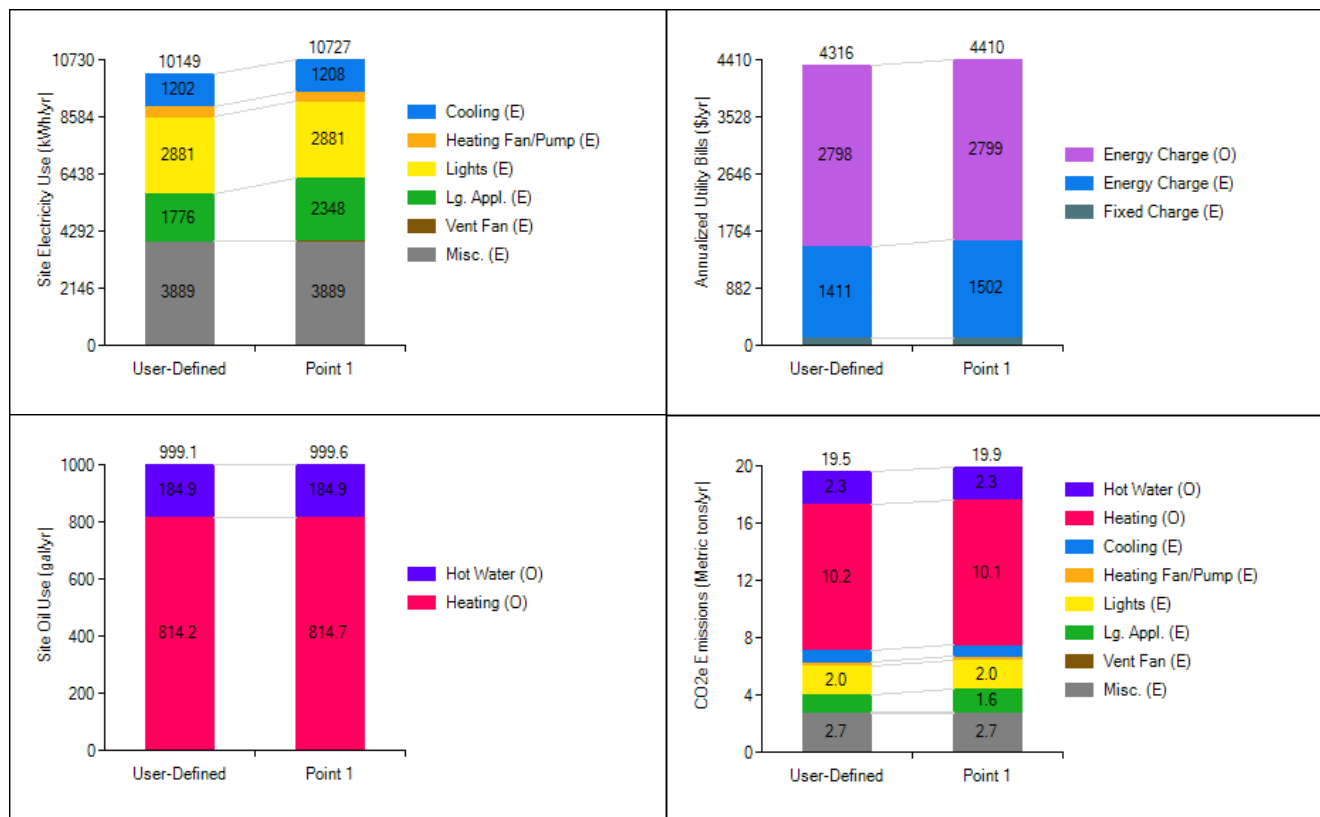 Site Electricity Use (kWh/yr)
10730
8584
6438
4292
2146
0
10149
1202
2881
1776
3889
10727
1208
2881
2348
3889
User-Defined
Point 1
Cooling (E)
Heating Fan/Pump (E)
Lights (E)
Lg. Appl. (E)
Vent Fan (E)
Misc. (E)
Annualized Utility Bills ($/yr)
4410
3528
2646
1764
882
0
4316
2798
1411
4410
2799
1502
User-Defined
Point 1
Energy Charge (O)
Energy Charge (E)
Fixed Charge (E)
Site Oil Use (gal/yr)
1000
800
600
400
200
0
999.1
184.9
814.2
999.6
184.9
814.7
User-Defined
Point 1
Hot Water (O)
Heating (O)
CO2e Emissions (Metric tons/yr)
20
16
12
8
4
0
19.5
2.3
10.2
2.0
2.7
19.9
2.3
10.1
2.0
1.6
2.7
User-Defined
Point 1
Hot Water (O)
Heating (O)
Cooling (E)
Heating Fan/Pump (E)
Lights (E)
Lg. Appl. (E)
Vent Fan (E)
Misc. (E)